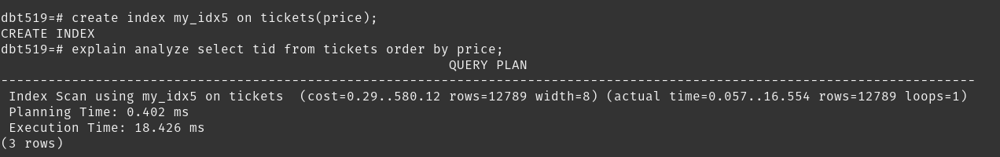 dbt519=# create index my_idx5 on tickets(price);
CREATE INDEX
dbt519=# explain analyze select tid from tickets order by price;
QUERY PLAN
----------------------------------------------------------------------------------------------------------------------------
Index Scan using my_idx5 on tickets  (cost=0.29..580.12 rows=12789 width=8) (actual time=0.057..16.554 rows=12789 loops=1)
Planning Time: 0.402 ms
Execution Time: 18.426 ms
(3 rows)